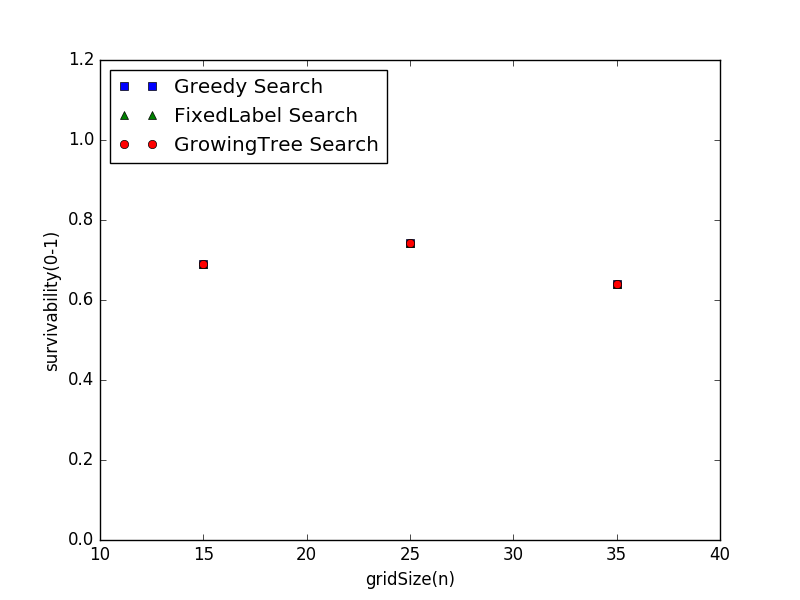 1.2
1.0
0.8
0.6
0.4
0.2
0.0
survivability(0-1)
Greedy Search
FixedLabel Search
GrowingTree Search
10 15 20 25 30 35 40
gridSize(n)